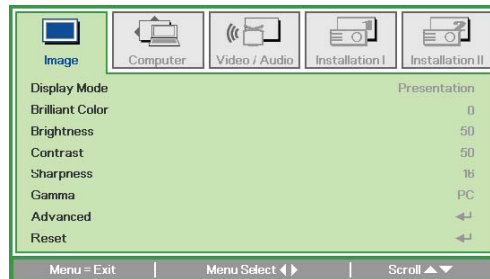 Image Computer Video / Audio Installation I Installation II
Display Mode Presentation
Brilliant Color 0
Brightness 50
Contrast 50
Sharpness 16
Gamma PC
Advanced
Reset
Menu = Exit Menu Select ◀ ▶ Scroll ▲ ▼